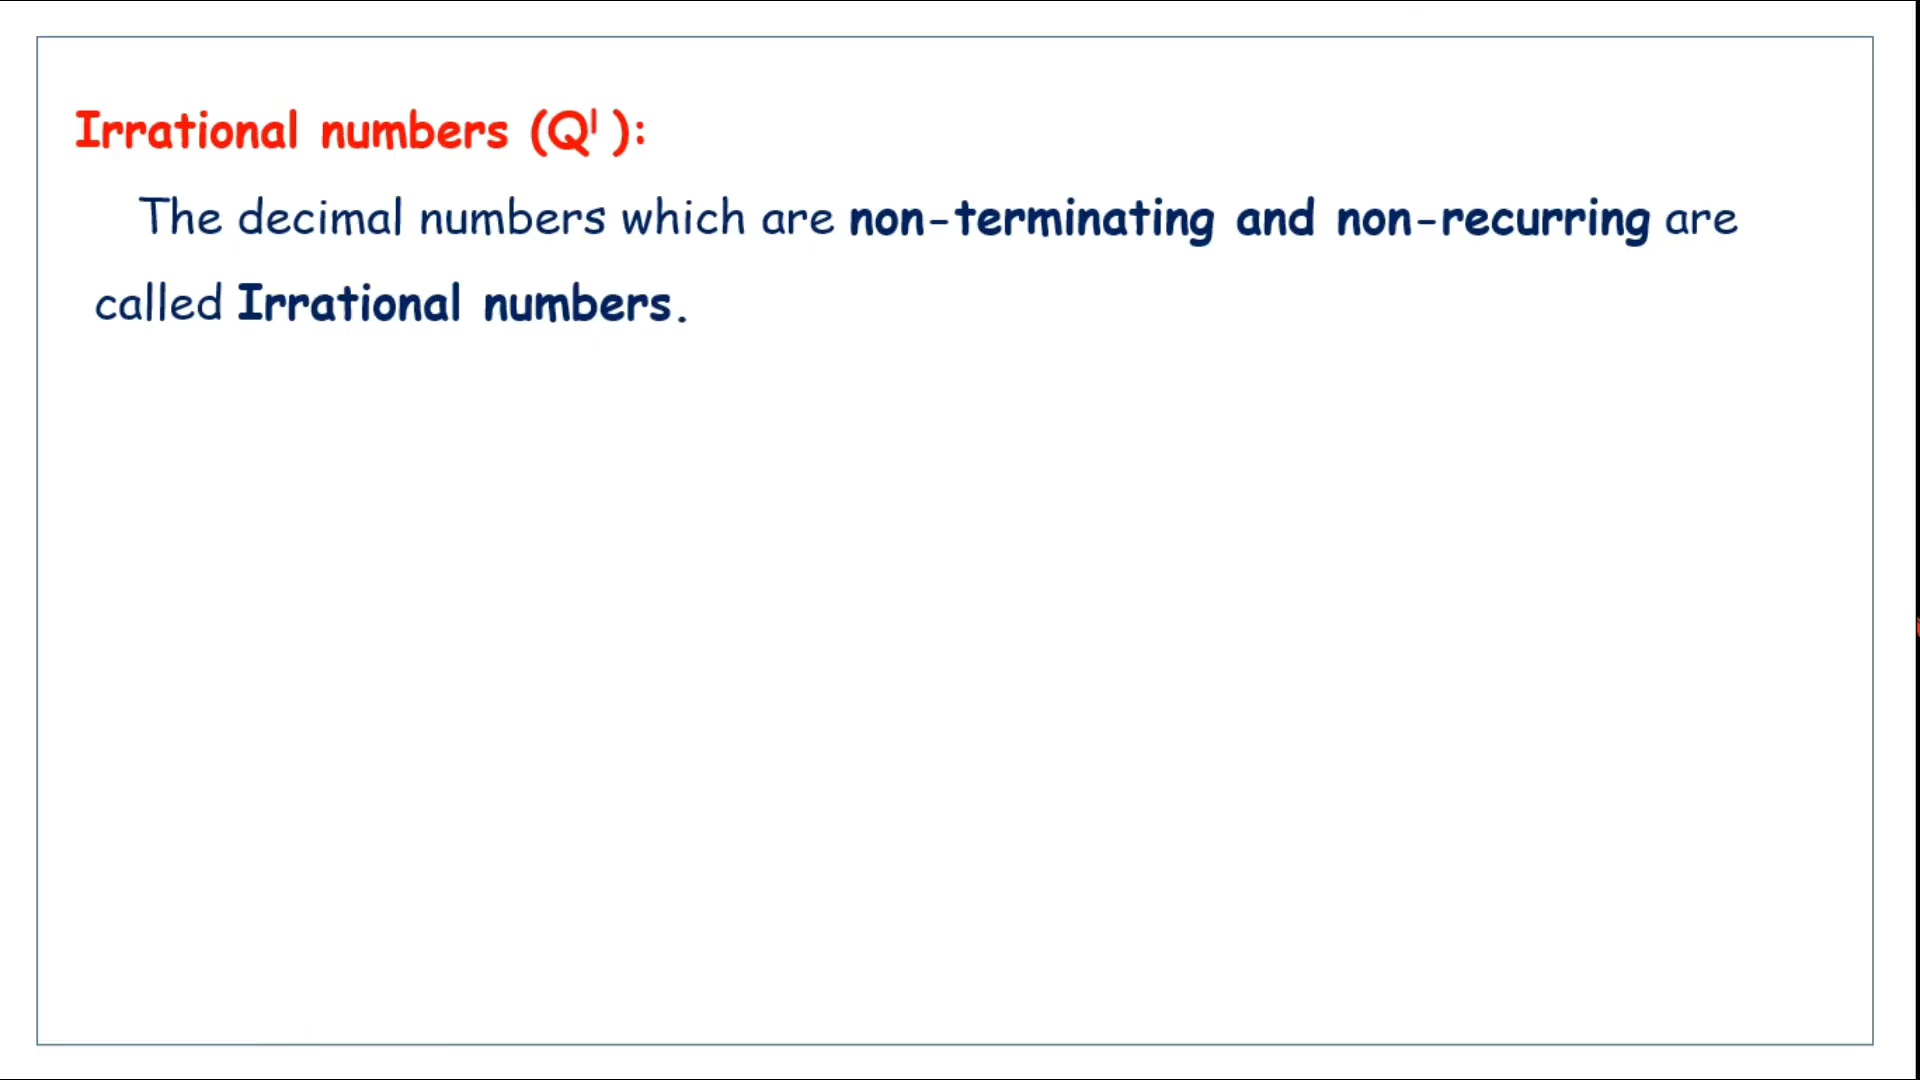 Irrational numbers (Q| ):
The decimal numbers which are non-terminating and non-recurring are
called Irrational numbers.